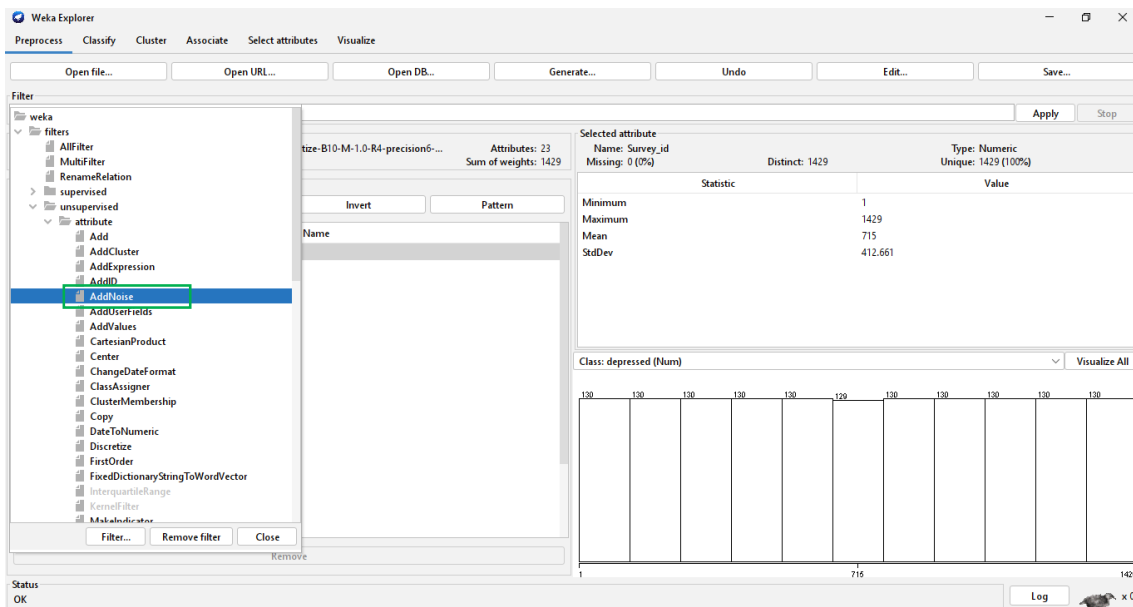 Weka Explorer
Preprocess Classify Cluster Associate Select attributes Visualize
Open file... Open URL... Open DB... Generate... Undo Edit... Save...
Filter
Apply Stop
weka
filters
AllFilter
MultiFilter
RenameRelation
supervised
unsupervised
attribute
Add
AddCluster
AddExpression
AddID
AddNoise
AddUserFields
AddValues
CartesianProduct
Center
ChangeDateFormat
ClassAssigner
ClusterMembership
Copy
DateToNumeric
Discretize
FirstOrder
FixedDictionaryStringToWordVector
InterquartileRange
KernelFilter
MakeIndicator
Filter... Remove filter Close
tize-B10-M-1.0-R4-precision6-... Attributes: 23
Sum of weights: 1429
Invert Pattern
Name
Remove
Selected attribute
Name: Survey_id Type: Numeric
Missing: 0 (0%) Distinct: 1429 Unique: 1429 (100%)
Statistic Value
Minimum 1
Maximum 1429
Mean 715
StdDev 412.661
Class: depressed (Num) Visualize All
130 130 130 130 130 129 130 130 130 130 130
1 715 142
Status
OK
Log x 0